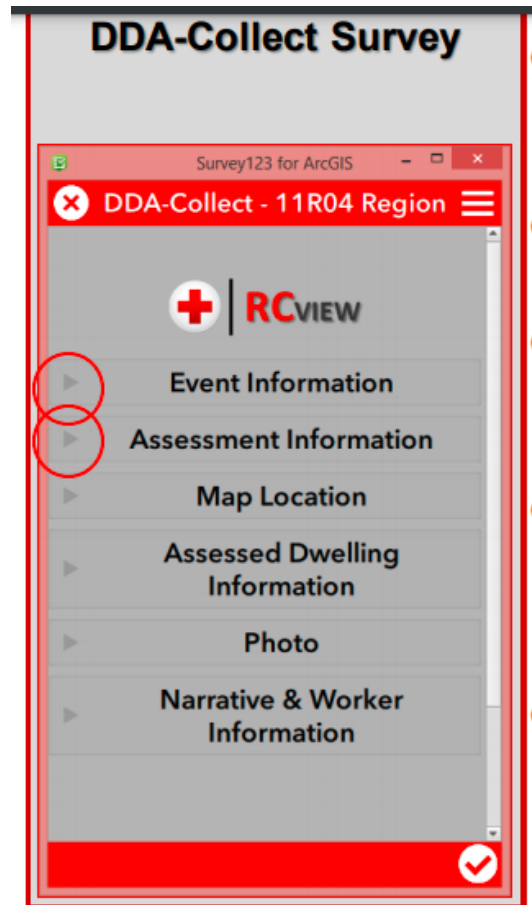 DDA-Collect Survey
Survey123 for ArcGIS
DDA-Collect - 11R04 Region
RCVIEW
Event Information
Assessment Information
Map Location
Assessed Dwelling
Information
Photo
Narrative & Worker
Information